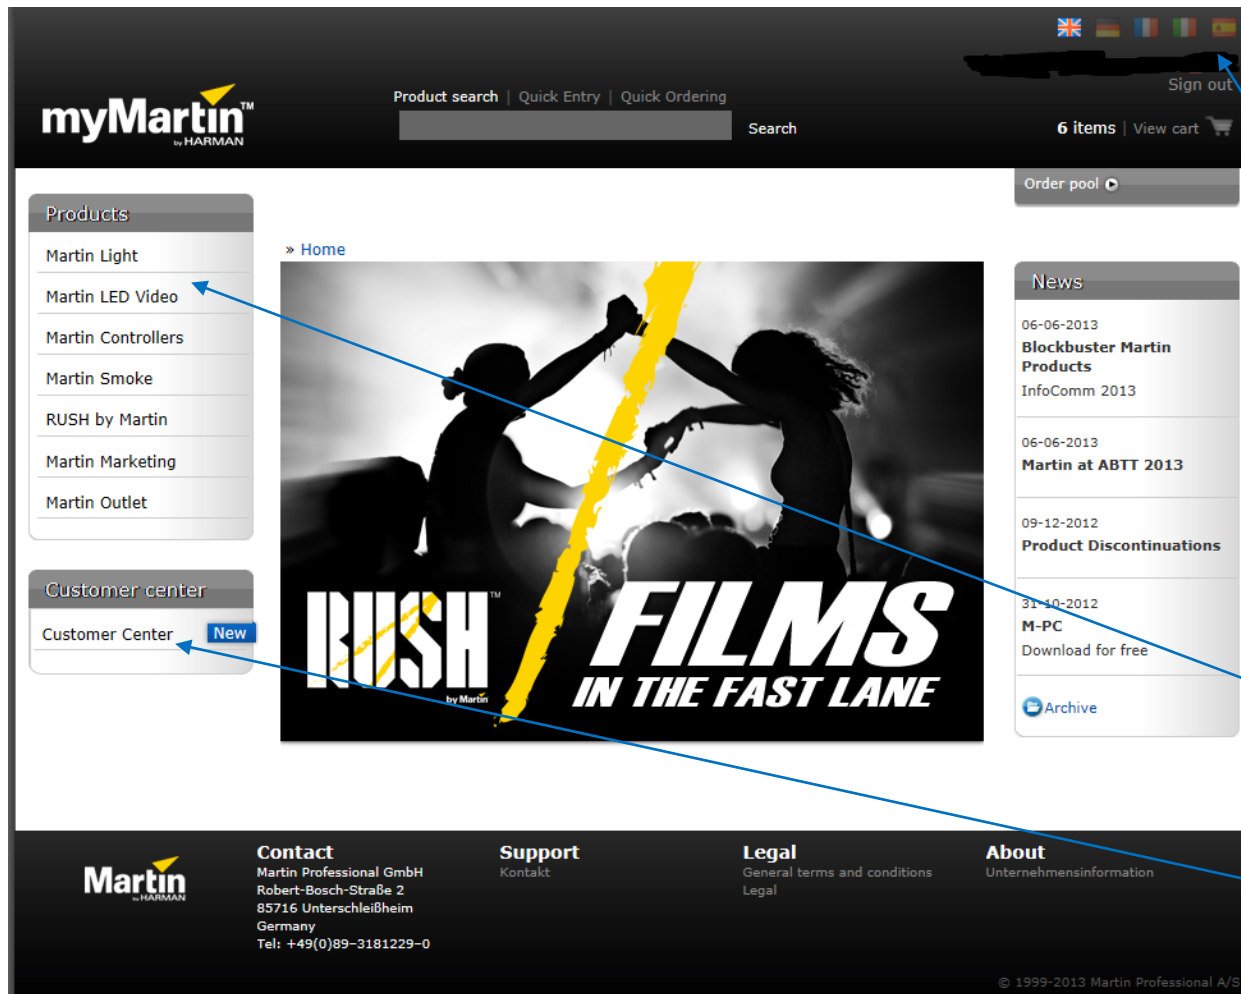 Sign out
myMartin™
by HARMAN
Product search | Quick Entry | Quick Ordering
Search
6 items | View cart
Order pool
Products
Martin Light
Martin LED Video
Martin Controllers
Martin Smoke
RUSH by Martin
Martin Marketing
Martin Outlet
Customer center
Customer Center New
» Home
RUSH™
by Martin
FILMS
IN THE FAST LANE
News
06-06-2013
Blockbuster Martin
Products
InfoComm 2013
06-06-2013
Martin at ABTT 2013
09-12-2012
Product Discontinuations
31-10-2012
M-PC
Download for free
Archive
Martin
by HARMAN
Contact
Martin Professional GmbH
Robert-Bosch-Straße 2
85716 Unterschleißheim
Germany
Tel: +49(0)89-3181229-0
Support
Kontakt
Legal
General terms and conditions
Legal
About
Unternehmensinformation
© 1999-2013 Martin Professional A/S